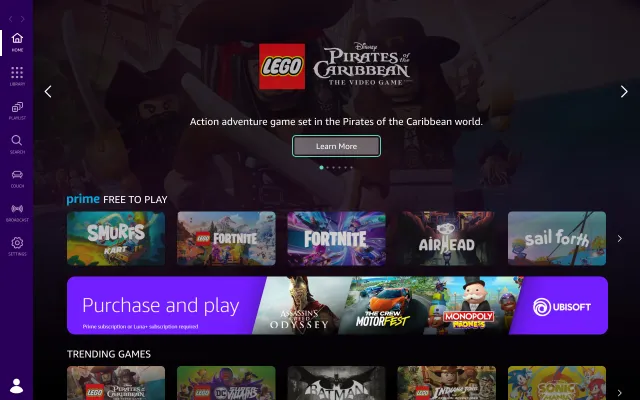 HOME
LIBRARY
PLAYLIST
SEARCH
COUCH
BROADCAST
SETTINGS
LEGO
Disney
PIRATES of the
CARIBBEAN
THE VIDEO GAME
Action adventure game set in the Pirates of the Caribbean world.
Learn More
prime FREE TO PLAY
SMURFS
KART
LEGO FORTNITE
FORTNITE
AIRHEAD
sail forth
Purchase and play
Prime subscription or Luna+ subscription required.
ASSASSIN'S
CREED
ODYSSEY
THE CREW
MOTORFEST
MONOPOLY
MADNESS
UBISOFT
TRENDING GAMES
LEGO PIRATES of the
CARIBBEAN
LEGO DC SUPER-
VILLAINS
BATMAN
LEGO INDIANA JONES
SONIC